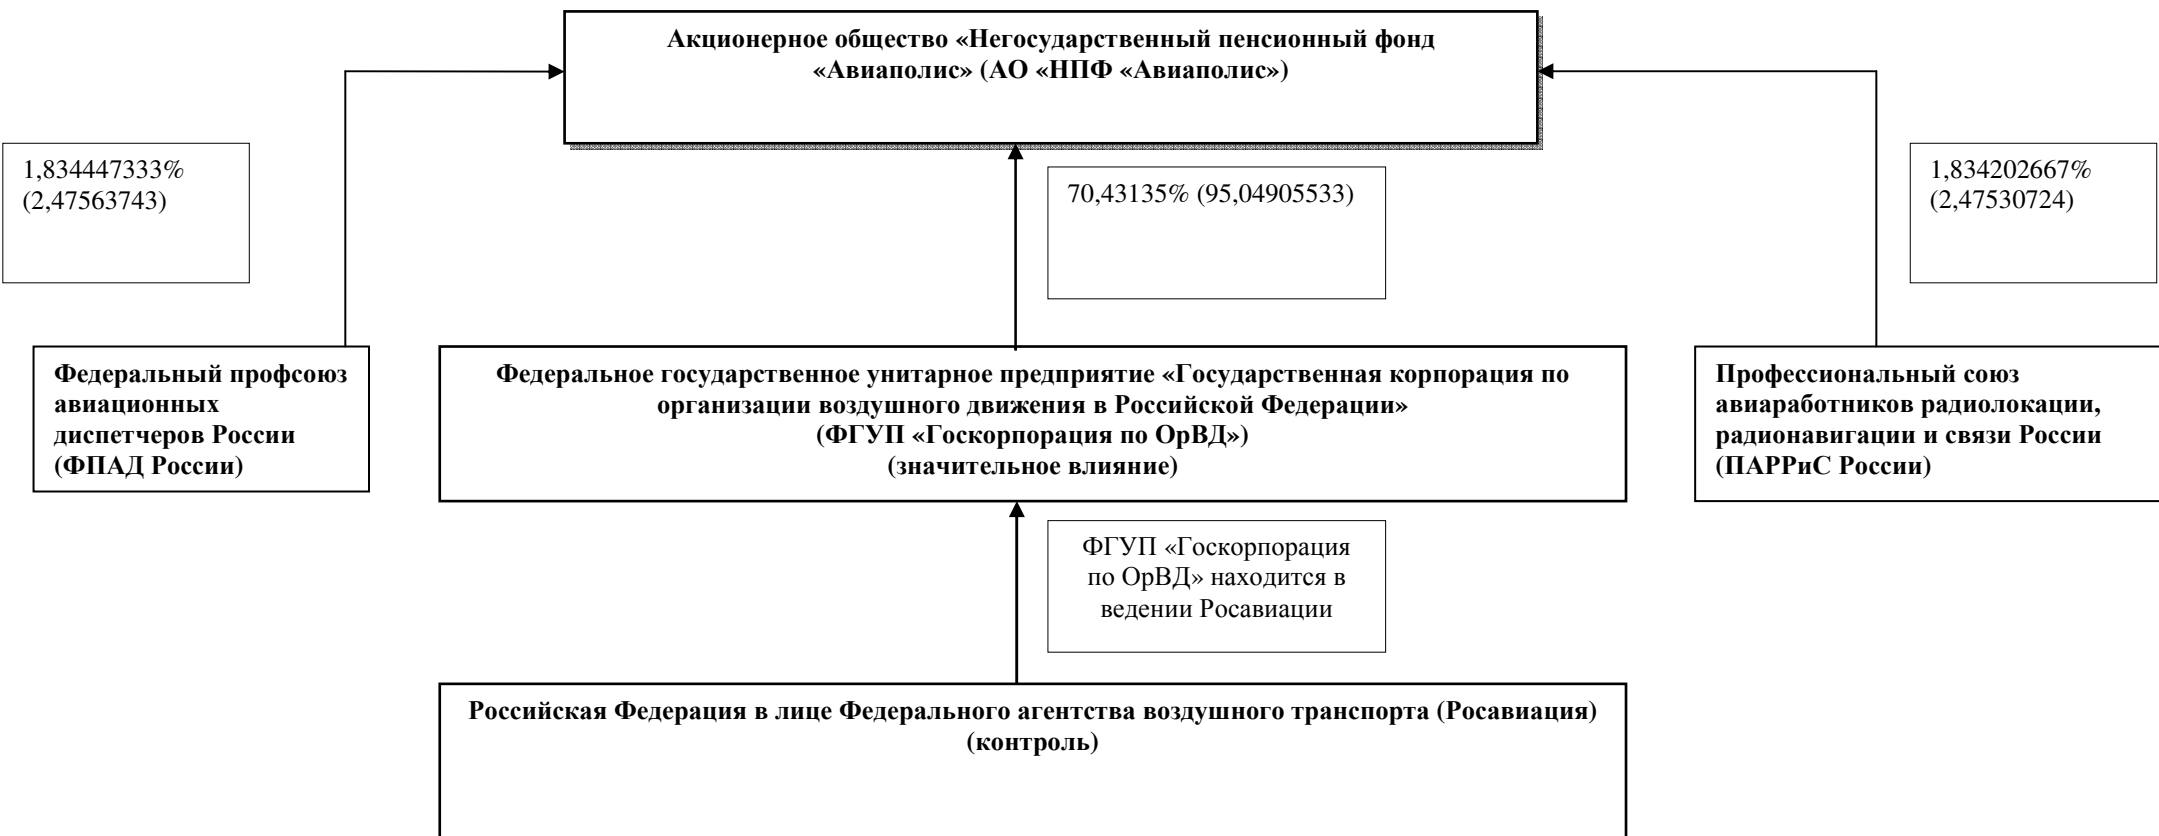 Акционерное общество «Негосударственный пенсионный фонд
«Авиаполис» (АО «НПФ «Авиаполис»)
1,834447333%
(2,47563743)
70,43135% (95,04905533)
1,834202667%
(2,47530724)
Федеральный профсоюз
авиационных
диспетчеров России
(ФПАД России)
Федеральное государственное унитарное предприятие «Государственная корпорация по
организации воздушного движения в Российской Федерации»
(ФГУП «Госкорпорация по ОрВД»)
(значительное влияние)
Профессиональный союз
авиаработников радиолокации,
радионавигации и связи России
(ПАРРиС России)
ФГУП «Госкорпорация
по ОрВД» находится в
ведении Росавиации
Российская Федерация в лице Федерального агентства воздушного транспорта (Росавиация)
(контроль)